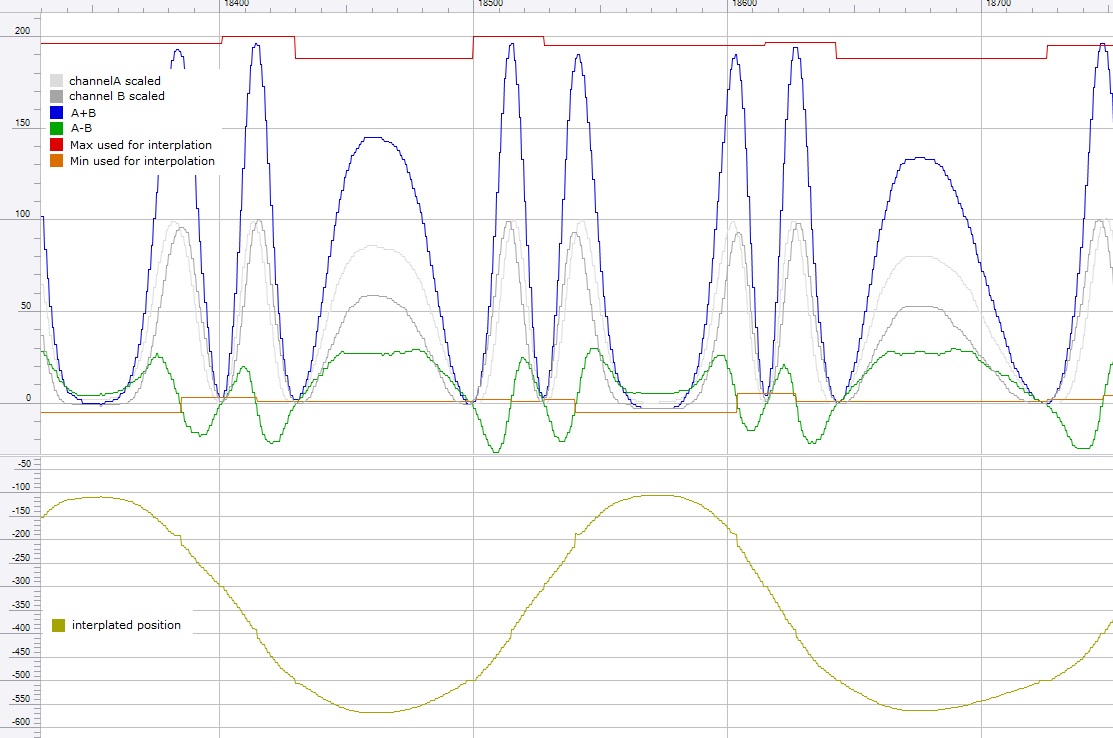 18400 18500 18600 18700
200
channelA scaled
channel B scaled
A+B
A-B
150
Max used for interplation
Min used for interpolation
100
50
0
-50
-100
-150
-200
-250
-300
-350
interplated position
-400
-450
-500
-550
-600